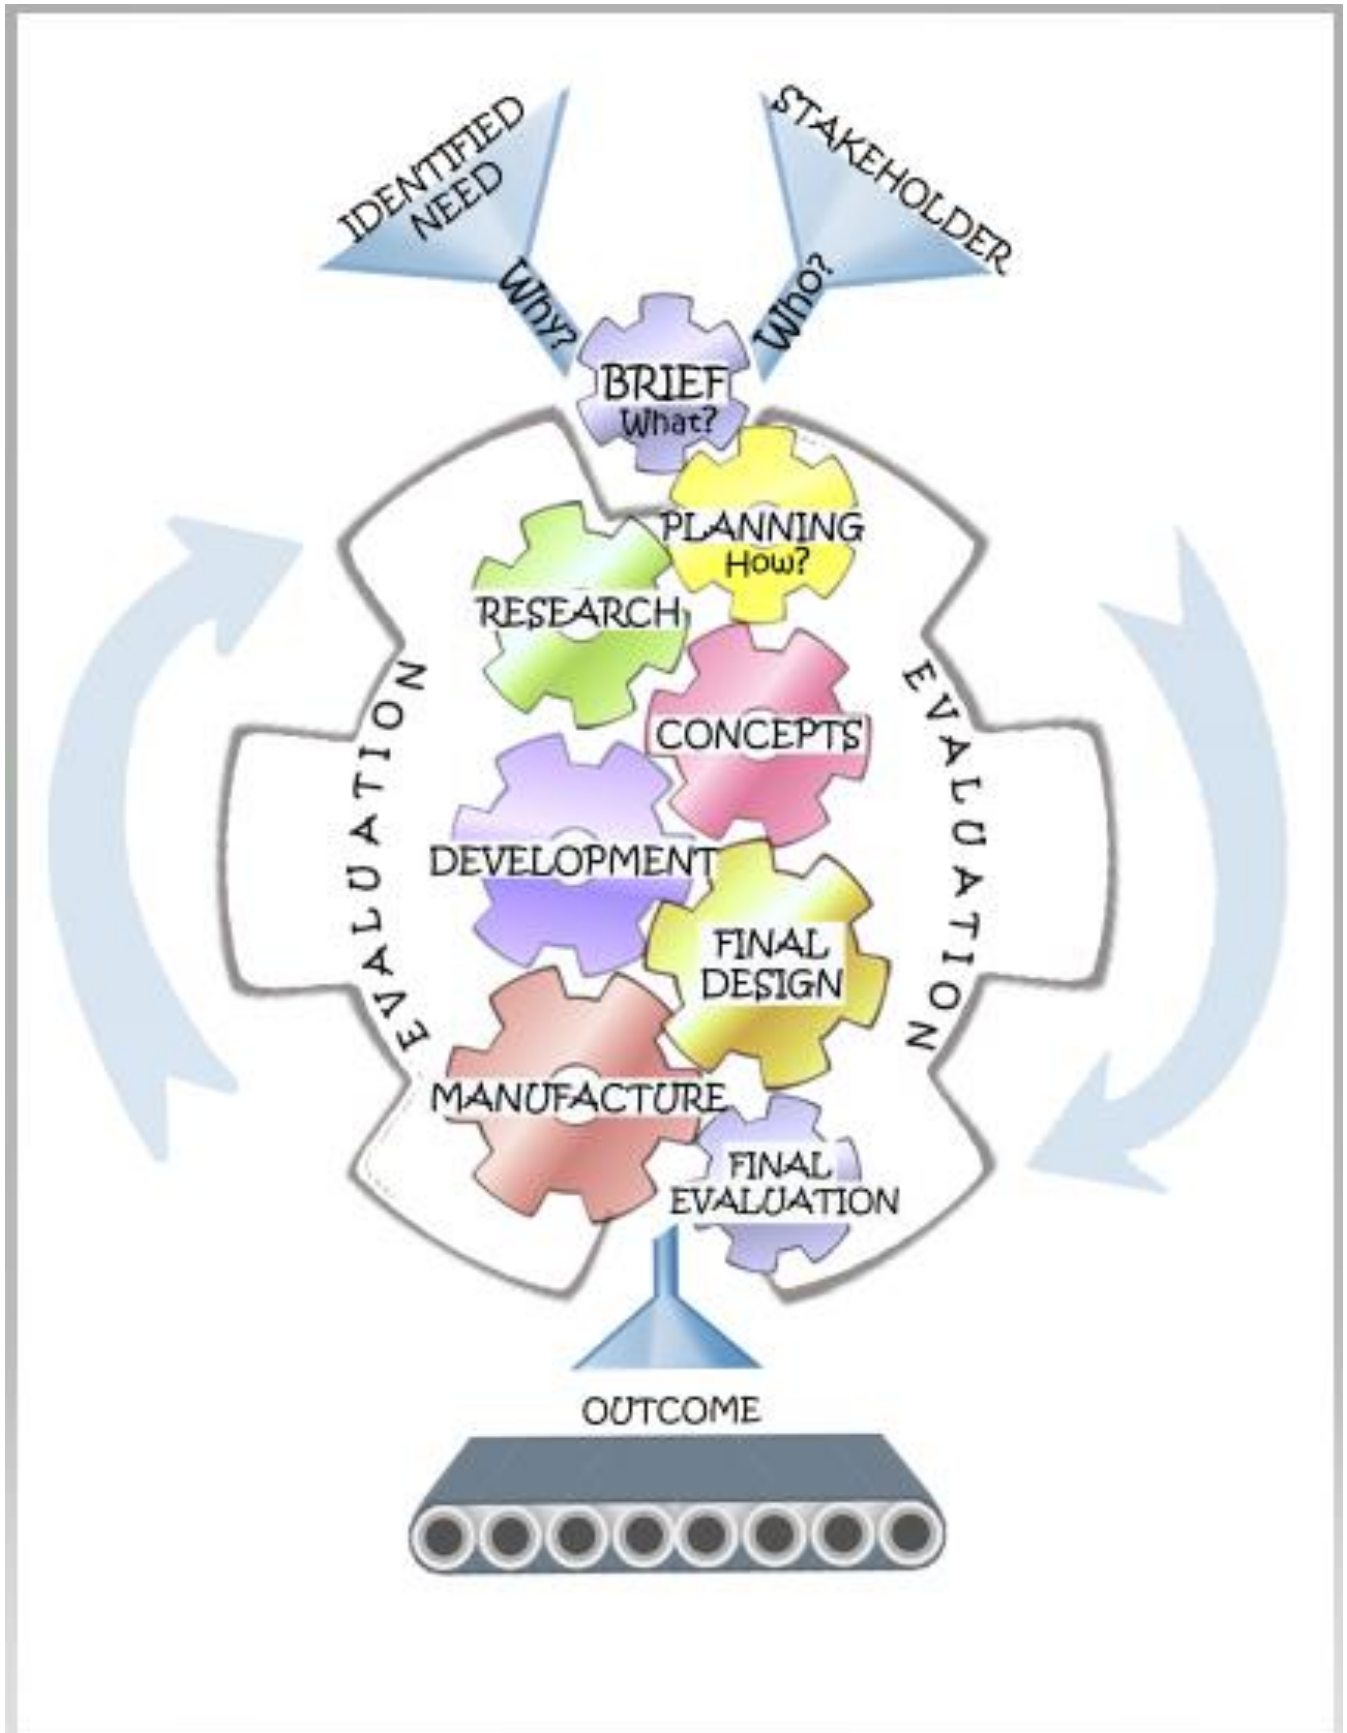 IDENTIFIED
NEED
STAKEHOLDER
Why?
Who?
BRIEF
What?
PLANNING
How?
RESEARCH
CONCEPTS
EVALUATION
EVALUATION
DEVELOPMENT
FINAL
DESIGN
MANUFACTURE
FINAL
EVALUATION
OUTCOME